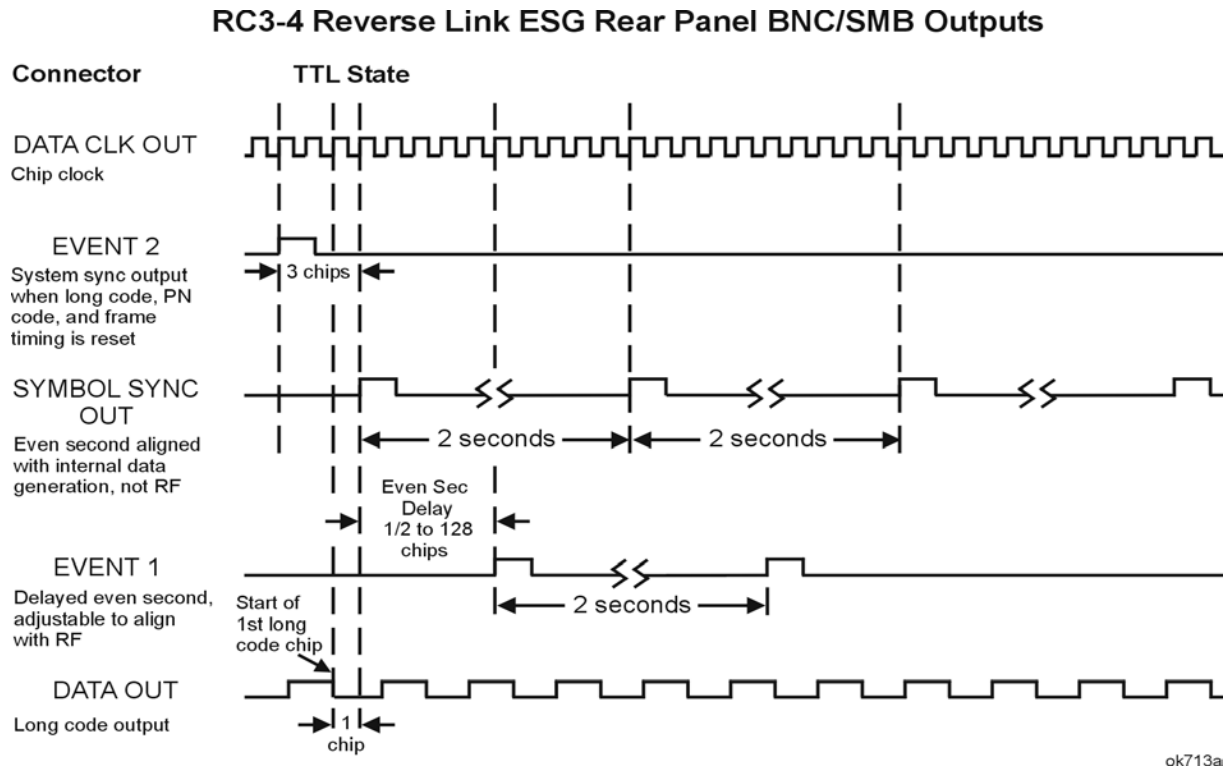 RC3-4 Reverse Link ESG Rear Panel BNC/SMB Outputs
Connector
TTL State
DATA CLK OUT
Chip clock
EVENT 2
System sync output
when long code, PN
code, and frame
timing is reset
3 chips
SYMBOL SYNC
OUT
Even second aligned
with internal data
generation, not RF
2 seconds
2 seconds
Even Sec
Delay
1/2 to 128
chips
EVENT 1
Delayed even second,
adjustable to align
with RF
2 seconds
Start of
1st long
code chip
DATA OUT
Long code output
1
chip
ok713a